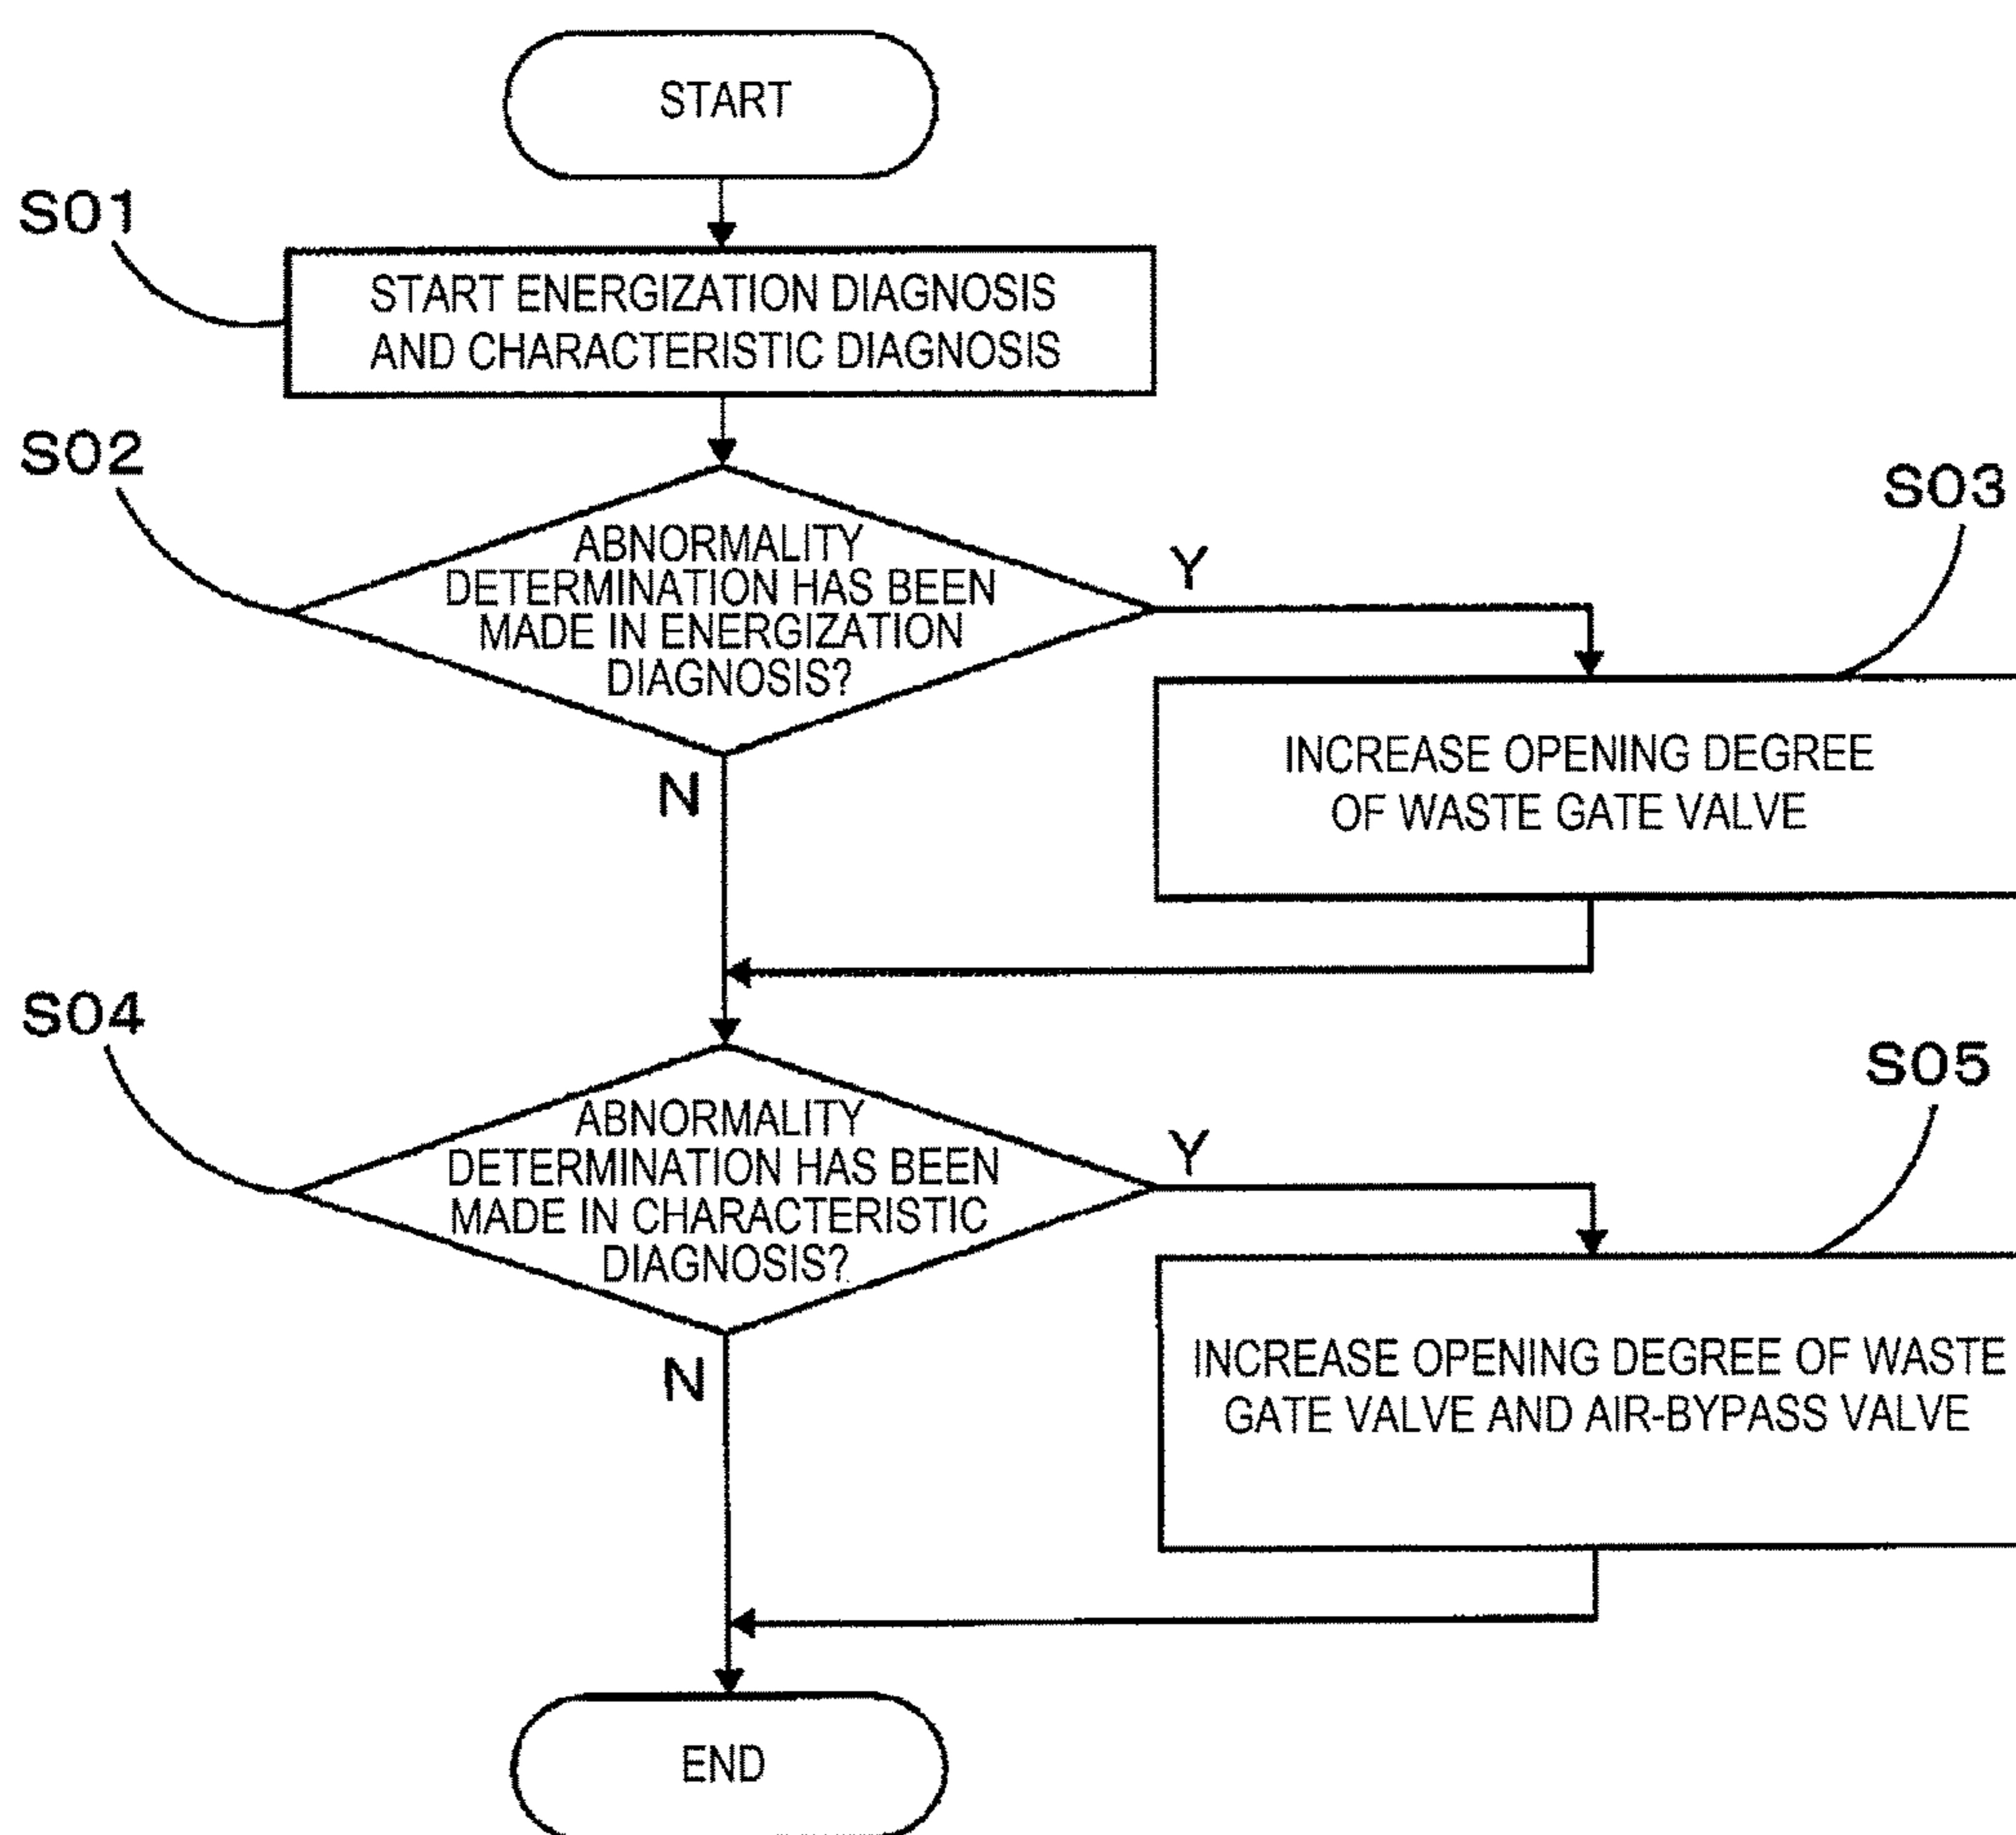 START
S01
START ENERGIZATION DIAGNOSIS
AND CHARACTERISTIC DIAGNOSIS
S02
ABNORMALITY
DETERMINATION HAS BEEN
MADE IN ENERGIZATION
DIAGNOSIS?
Y
N
S03
INCREASE OPENING DEGREE
OF WASTE GATE VALVE
S04
ABNORMALITY
DETERMINATION HAS BEEN
MADE IN CHARACTERISTIC
DIAGNOSIS?
Y
N
S05
INCREASE OPENING DEGREE OF WASTE
GATE VALVE AND AIR-BYPASS VALVE
END